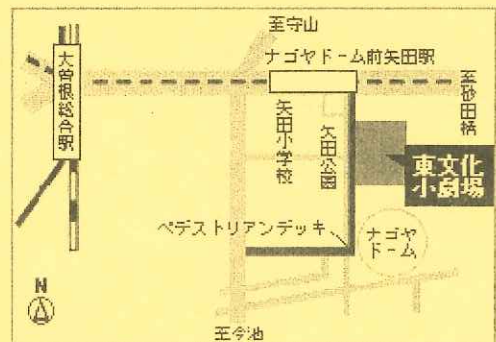 至守山
ナゴヤドーム前矢田駅
大曽根総合駅
至砂田橋
矢田小学校
矢田公園
東文化
小劇場
ペデストリアンデッキ
ナゴヤ
ドーム
N
至今池